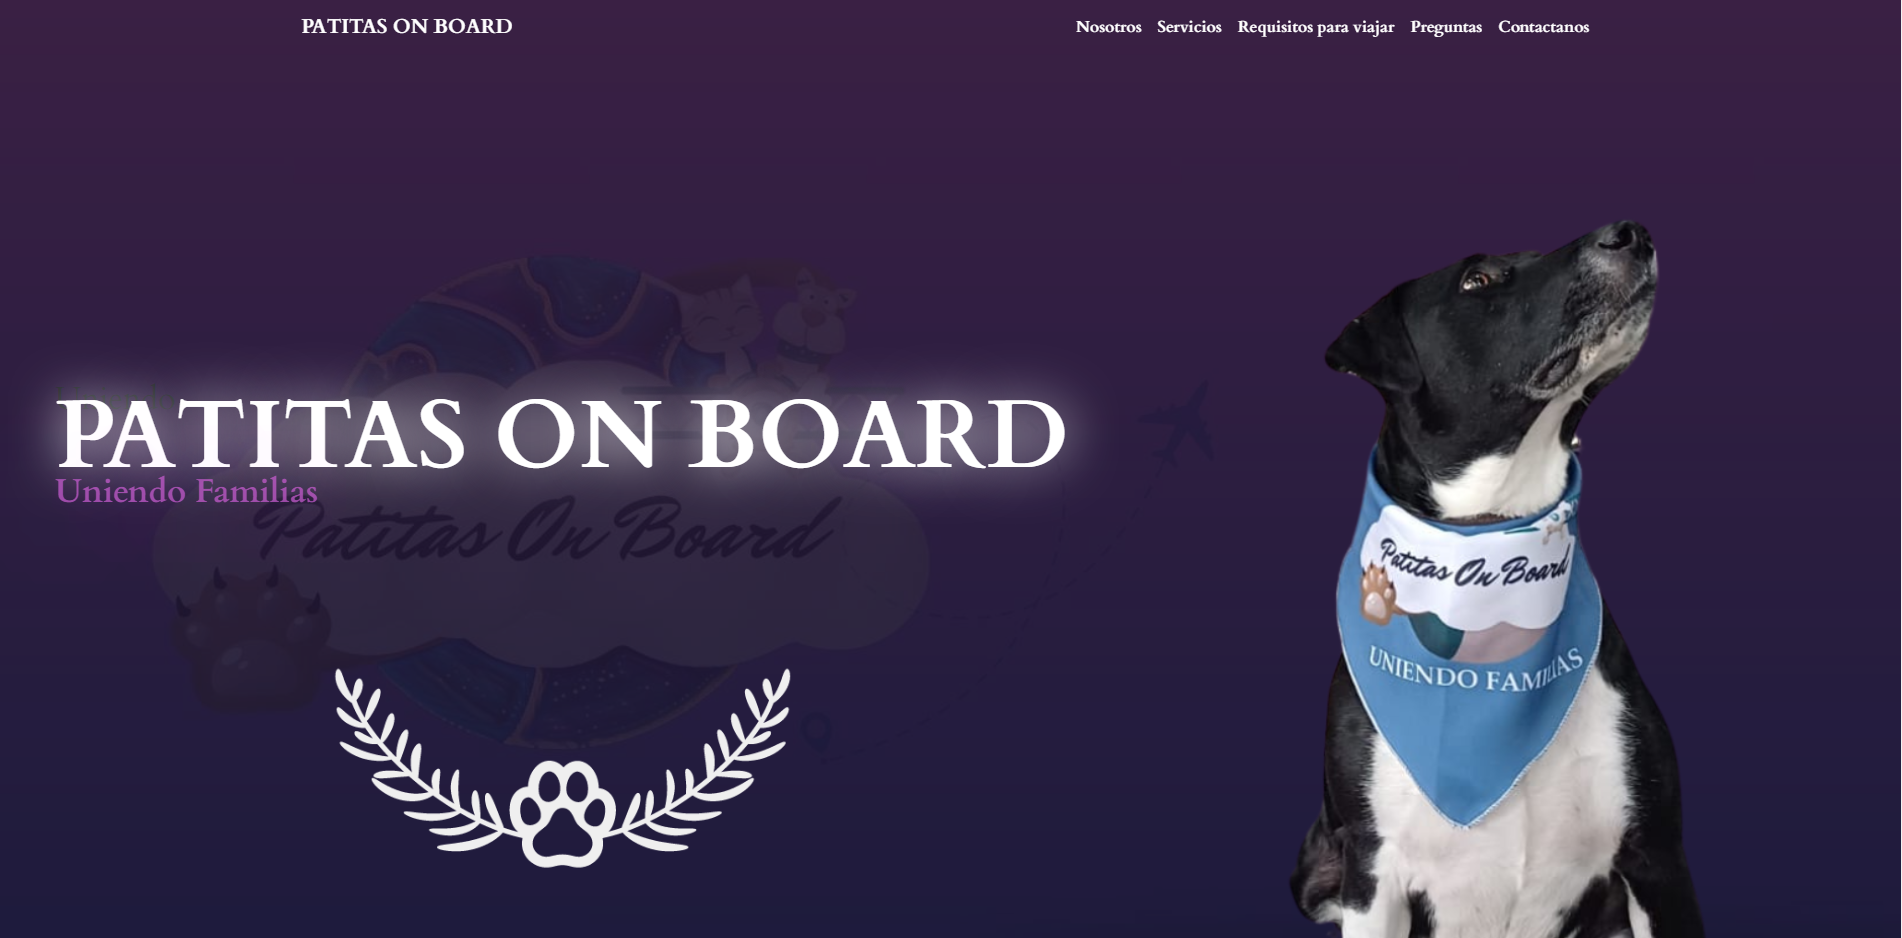 PATITAS ON BOARD
Nosotros Servicios Requisitos para viajar Preguntas Contactanos
PATITAS ON BOARD
Uniendo Familias
Patitas On Board
Patitas On Board
UNIENDO FAMILIAS